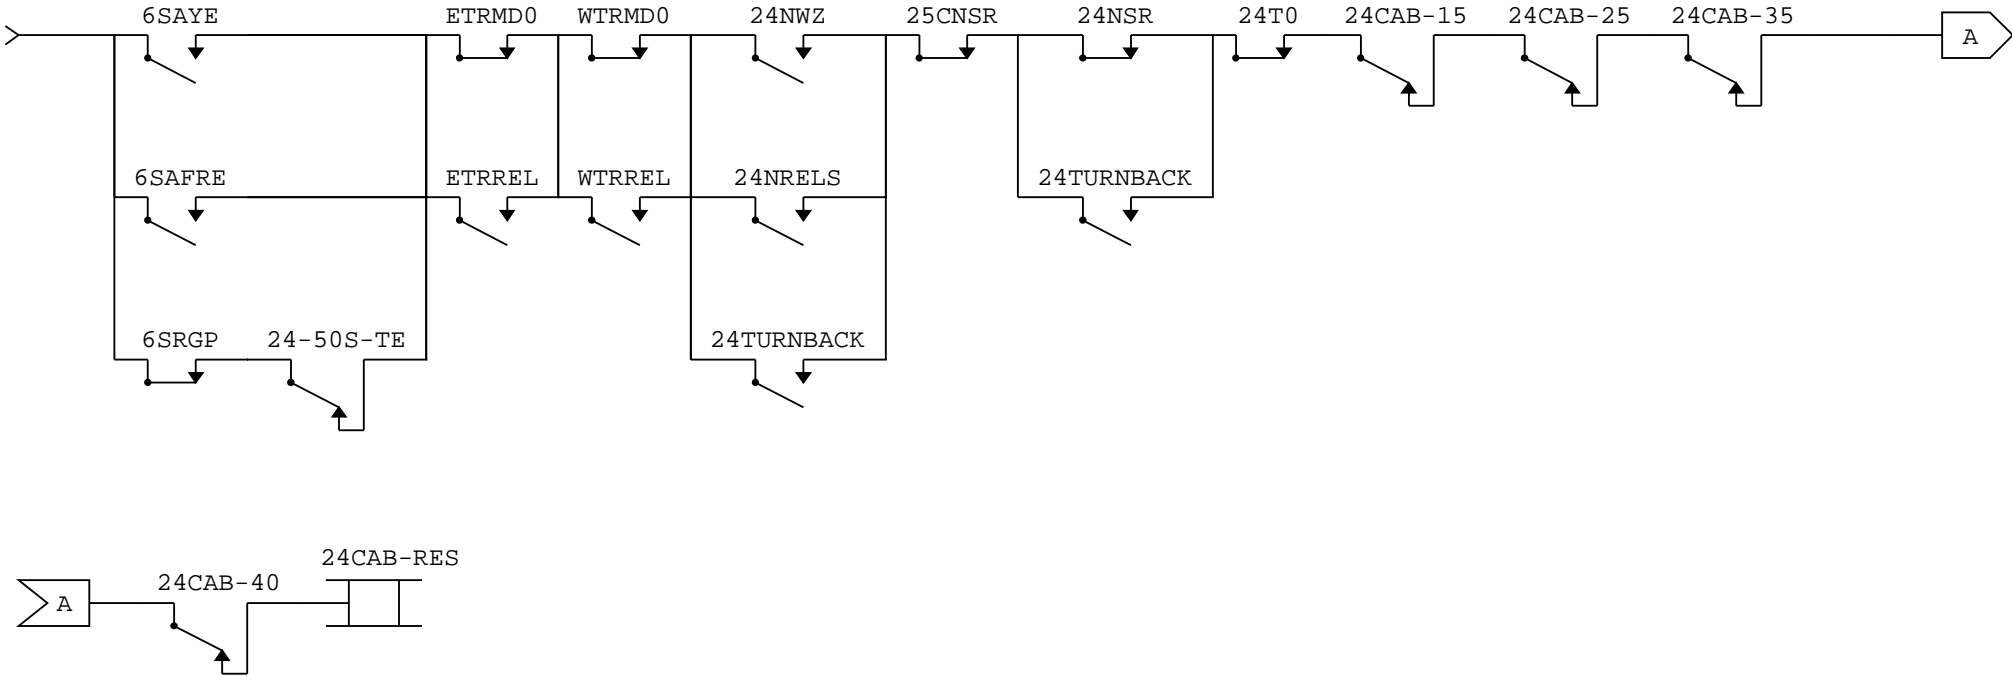 6SAYE ETRMD0 WTRMD0 24NWZ 25CNSR 24NSR 24T0 24CAB-15 24CAB-25 24CAB-35
A
6SAFRE ETRREL WTRREL 24NRELS 24TURNBACK
6SRGP 24-50S-TE 24TURNBACK
24CAB-RES
24CAB-40
A